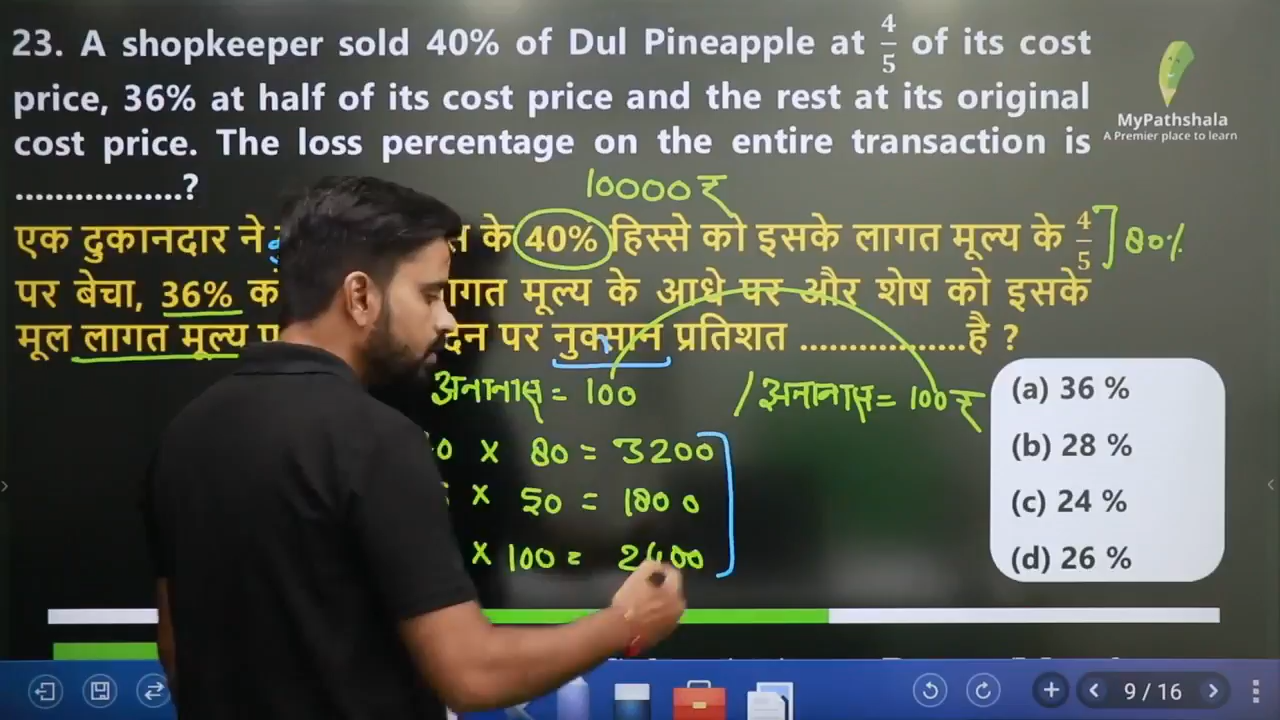 23. A shopkeeper sold 40% of Dul Pineapple at 4/5 of its cost
price, 36% at half of its cost price and the rest at its original
cost price. The loss percentage on the entire transaction is
................?
10000₹
एक दुकानदार ने के 40% हिस्से को इसके लागत मूल्य के 4/5 ] 80%
पर बेचा, 36% लागत मूल्य के आधे पर और शेष को इसके
मूल लागत मूल्य पर नुकसान प्रतिशत ..................है ?
अनानास = 100
/अनानास = 100₹
0 × 80 = 3200
× 50 = 1800
× 100 = 2400
(a) 36 %
(b) 28 %
(c) 24 %
(d) 26 %
MyPathshala
A Premier place to learn
9 / 16